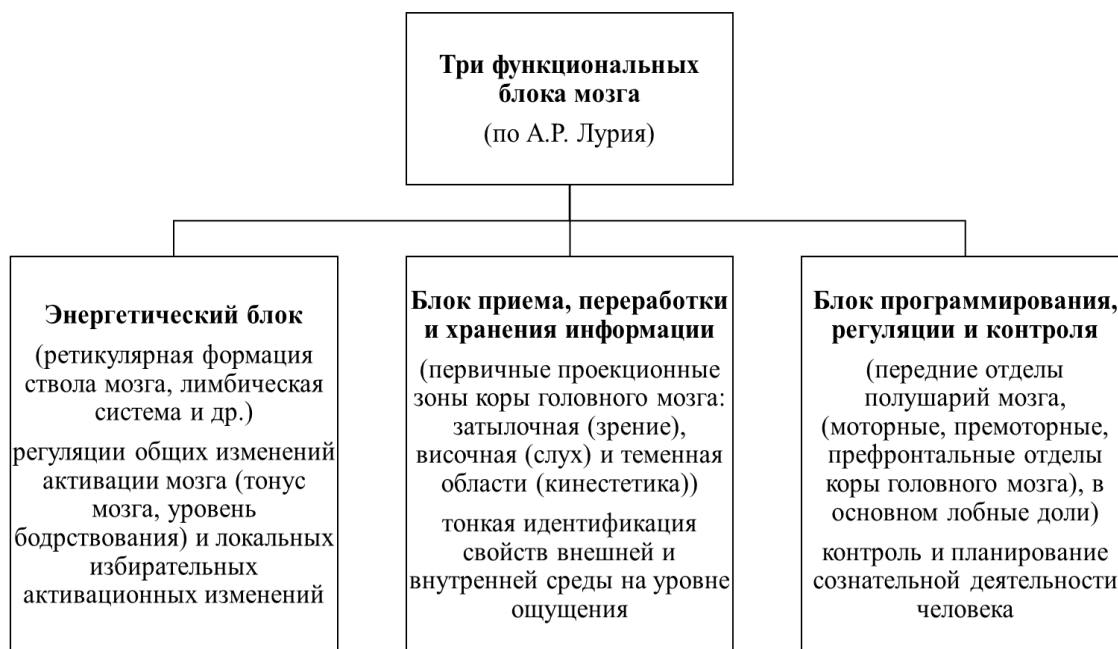 Три функциональных
блока мозга
(по А.Р. Лурия)
Энергетический блок
(ретикулярная формация
ствола мозга, лимбическая
система и др.)
регуляции общих изменений
активации мозга (тонус
мозга, уровень
бодрствования) и локальных
избирательных
активационных изменений
Блок приема, переработки
и хранения информации
(первичные проекционные
зоны коры головного мозга:
затылочная (зрение),
височная (слух) и теменная
области (кинестетика))
тонкая идентификация
свойств внешней и
внутренней среды на уровне
ощущения
Блок программирования,
регуляции и контроля
(передние отделы
полушарий мозга,
(моторные, премоторные,
префронтальные отделы
коры головного мозга), в
основном лобные доли)
контроль и планирование
сознательной деятельности
человека